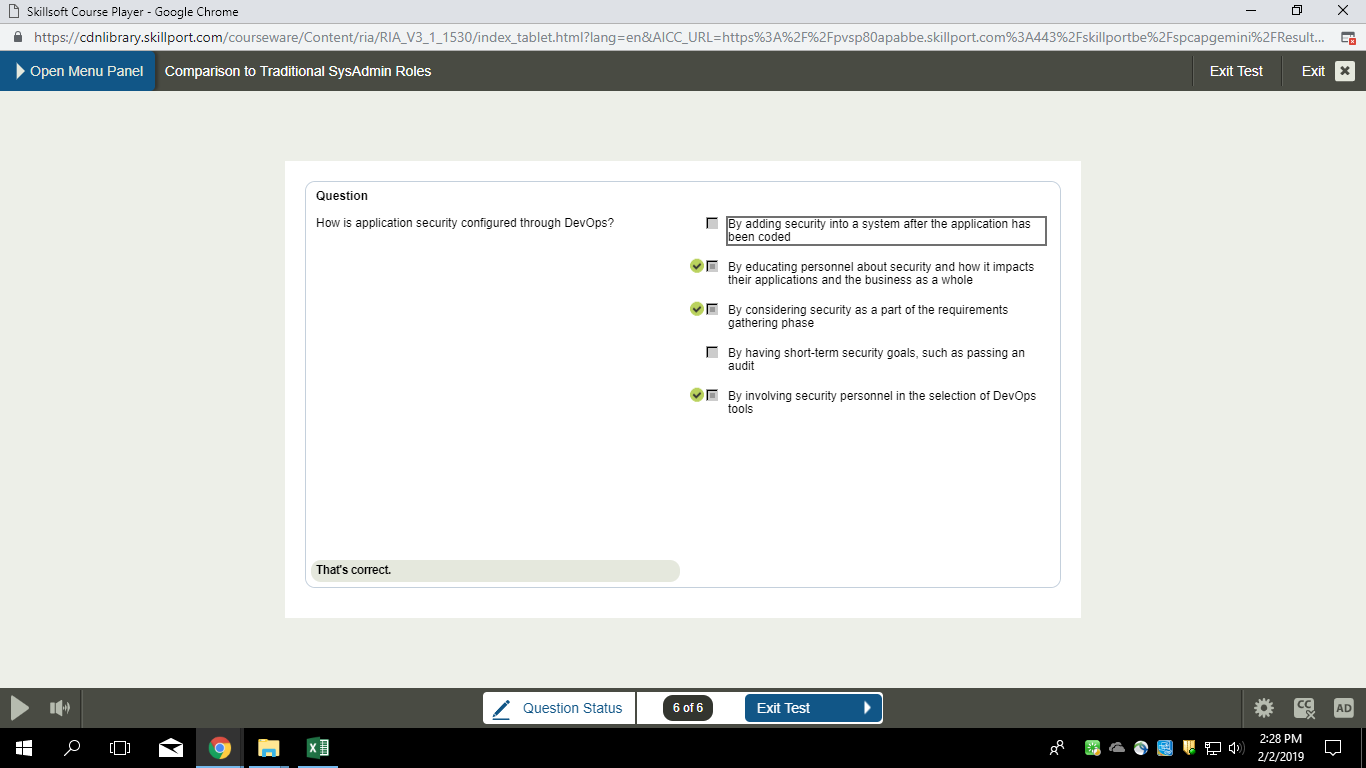 Skillsoft Course Player - Google Chrome
https://cdnlibrary.skillport.com/courseware/Content/ria/RIA_V3_1_1530/index_tablet.html?lang=en&AICC_URL=https%3A%2F%2Fpvsp80apabbe.skillport.com%3A443%2Fskillportbe%2Fspcapgemini%2FResult...
Open Menu Panel Comparison to Traditional SysAdmin Roles Exit Test Exit
Question
How is application security configured through DevOps?
By adding security into a system after the application has
been coded
By educating personnel about security and how it impacts
their applications and the business as a whole
By considering security as a part of the requirements
gathering phase
By having short-term security goals, such as passing an
audit
By involving security personnel in the selection of DevOps
tools
That's correct.
Question Status 6 of 6 Exit Test CC AD
2:28 PM
2/2/2019